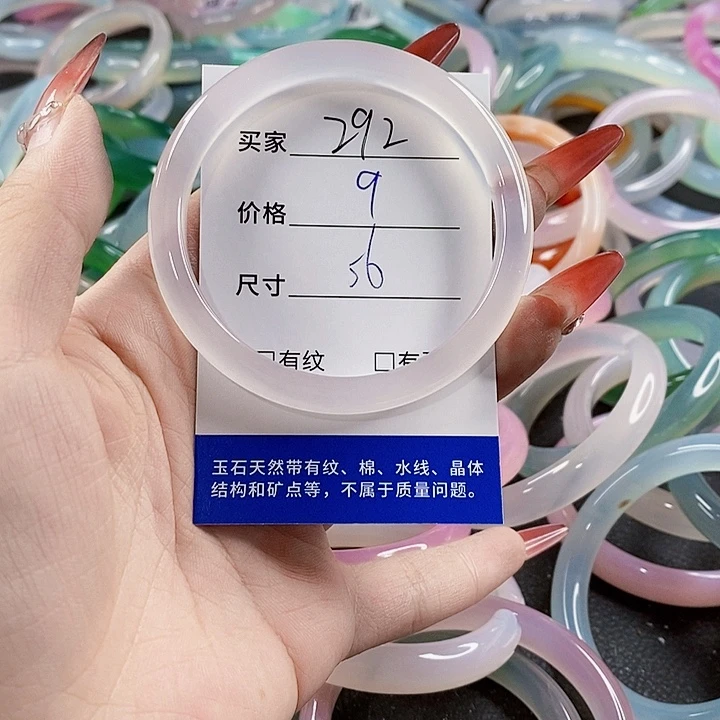 买家 292
价格 9
尺寸 56
□有纹 □有
玉石天然带有纹、棉、水线、晶体
结构和矿点等，不属于质量问题。